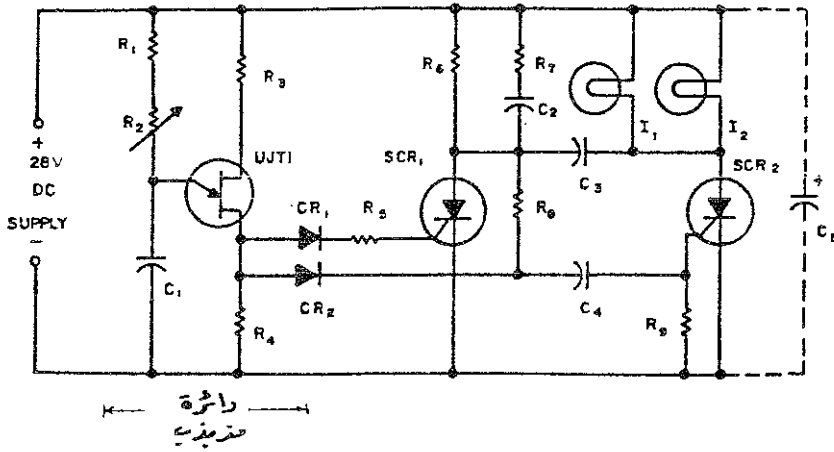 R₁
R₂
+
28V
DC
SUPPLY
-
C₁
R₃
UJT1
CR₁
R₅
CR₂
R₄
R₆
SCR₁
R₇
C₂
C₃
R₈
C₄
I₁
I₂
SCR₂
R₉
+
دائرة